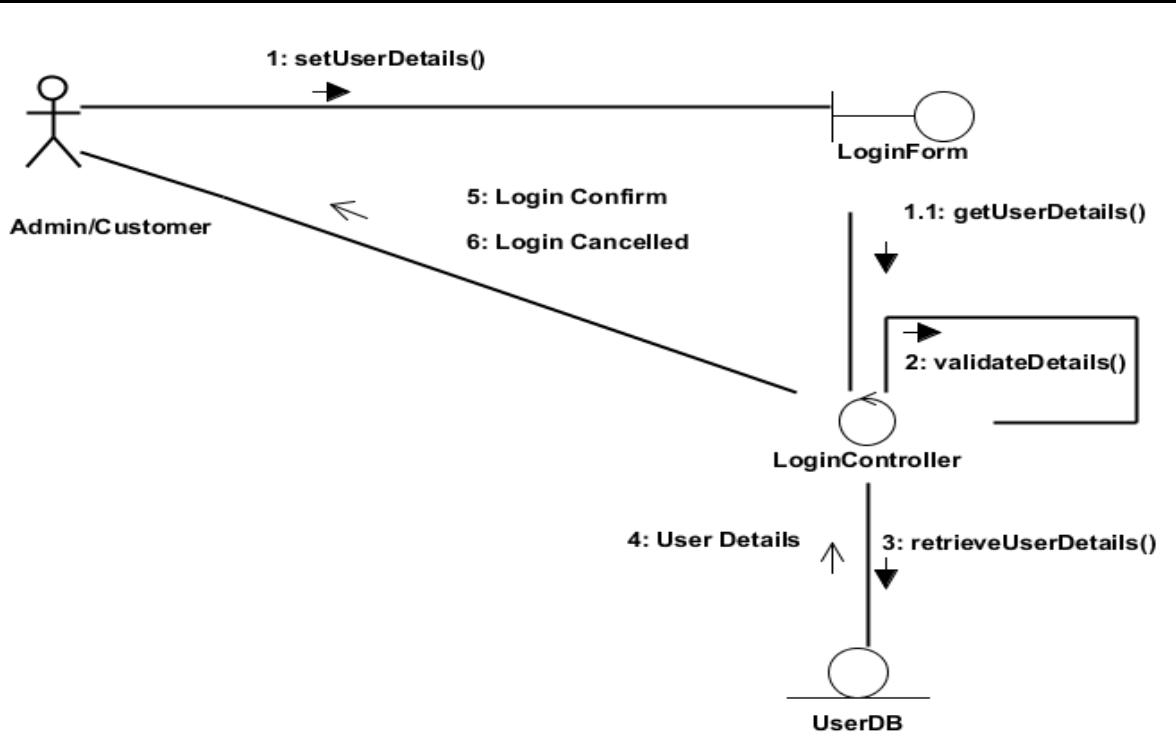 1: setUserDetails()
LoginForm
Admin/Customer
5: Login Confirm
6: Login Cancelled
1.1: getUserDetails()
2: validateDetails()
LoginController
4: User Details
3: retrieveUserDetails()
UserDB